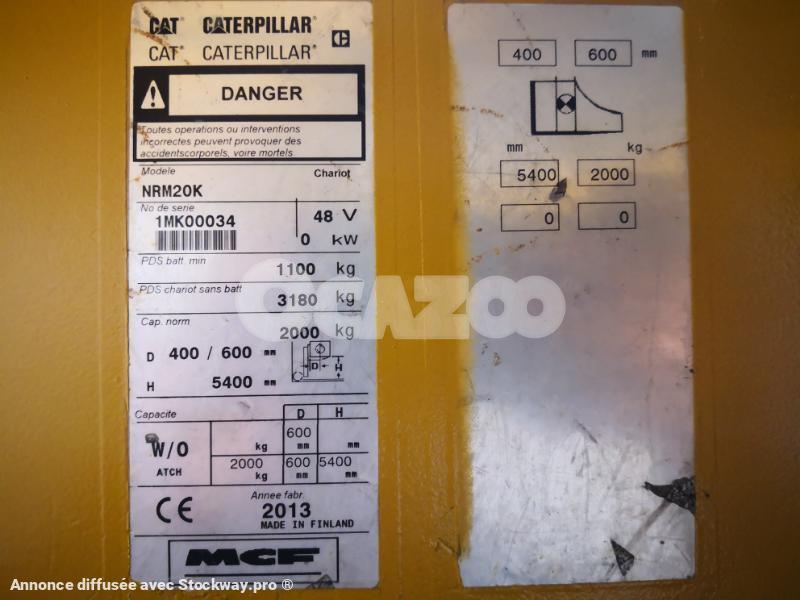 CAT CATERPILLAR
CAT® CATERPILLAR®
DANGER
Toutes operations ou interventions
incorrectes peuvent provoquer des
accidentscorporels, voire mortels.
Modele Chariot
NRM20K
No de serie
1MK00034 48 V
0 kW
PDS batt. min
1100 kg
PDS chariot sans batt
3180 kg
Cap. norm
2000 kg
D 400 / 600 mm
D
H
H 5400 mm
Capacite D H
W/O kg 600 mm mm
ATCH 2000 kg 600 mm 5400 mm
CE
Annee fabr.
2013
MADE IN FINLAND
MCF
400 600 mm
mm kg
5400 2000
0 0
OCAZOO
Annonce diffusée avec Stockway.pro ®